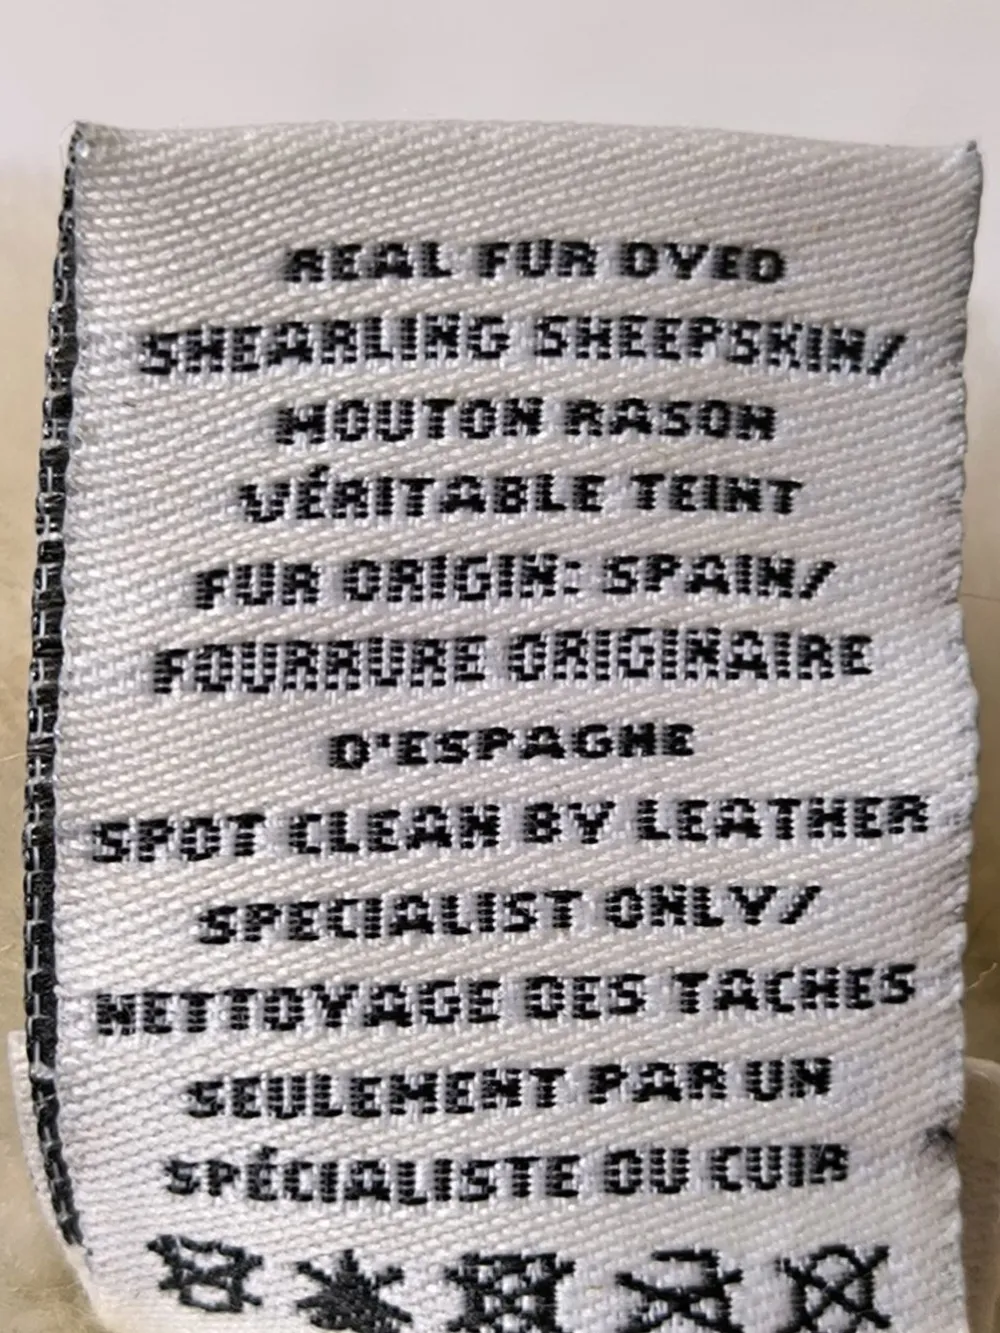 REAL FUR DYED
SHEARLING SHEEPSKIN/
MOUTON RASON
VÉRITABLE TEINT
FUR ORIGIN: SPAIN/
FOURRURE ORIGINAIRE
D'ESPAGNE
SPOT CLEAN BY LEATHER
SPECIALIST ONLY/
NETTOYAGE DES TACHES
SEULEMENT PAR UN
SPÉCIALISTE DU CUIR